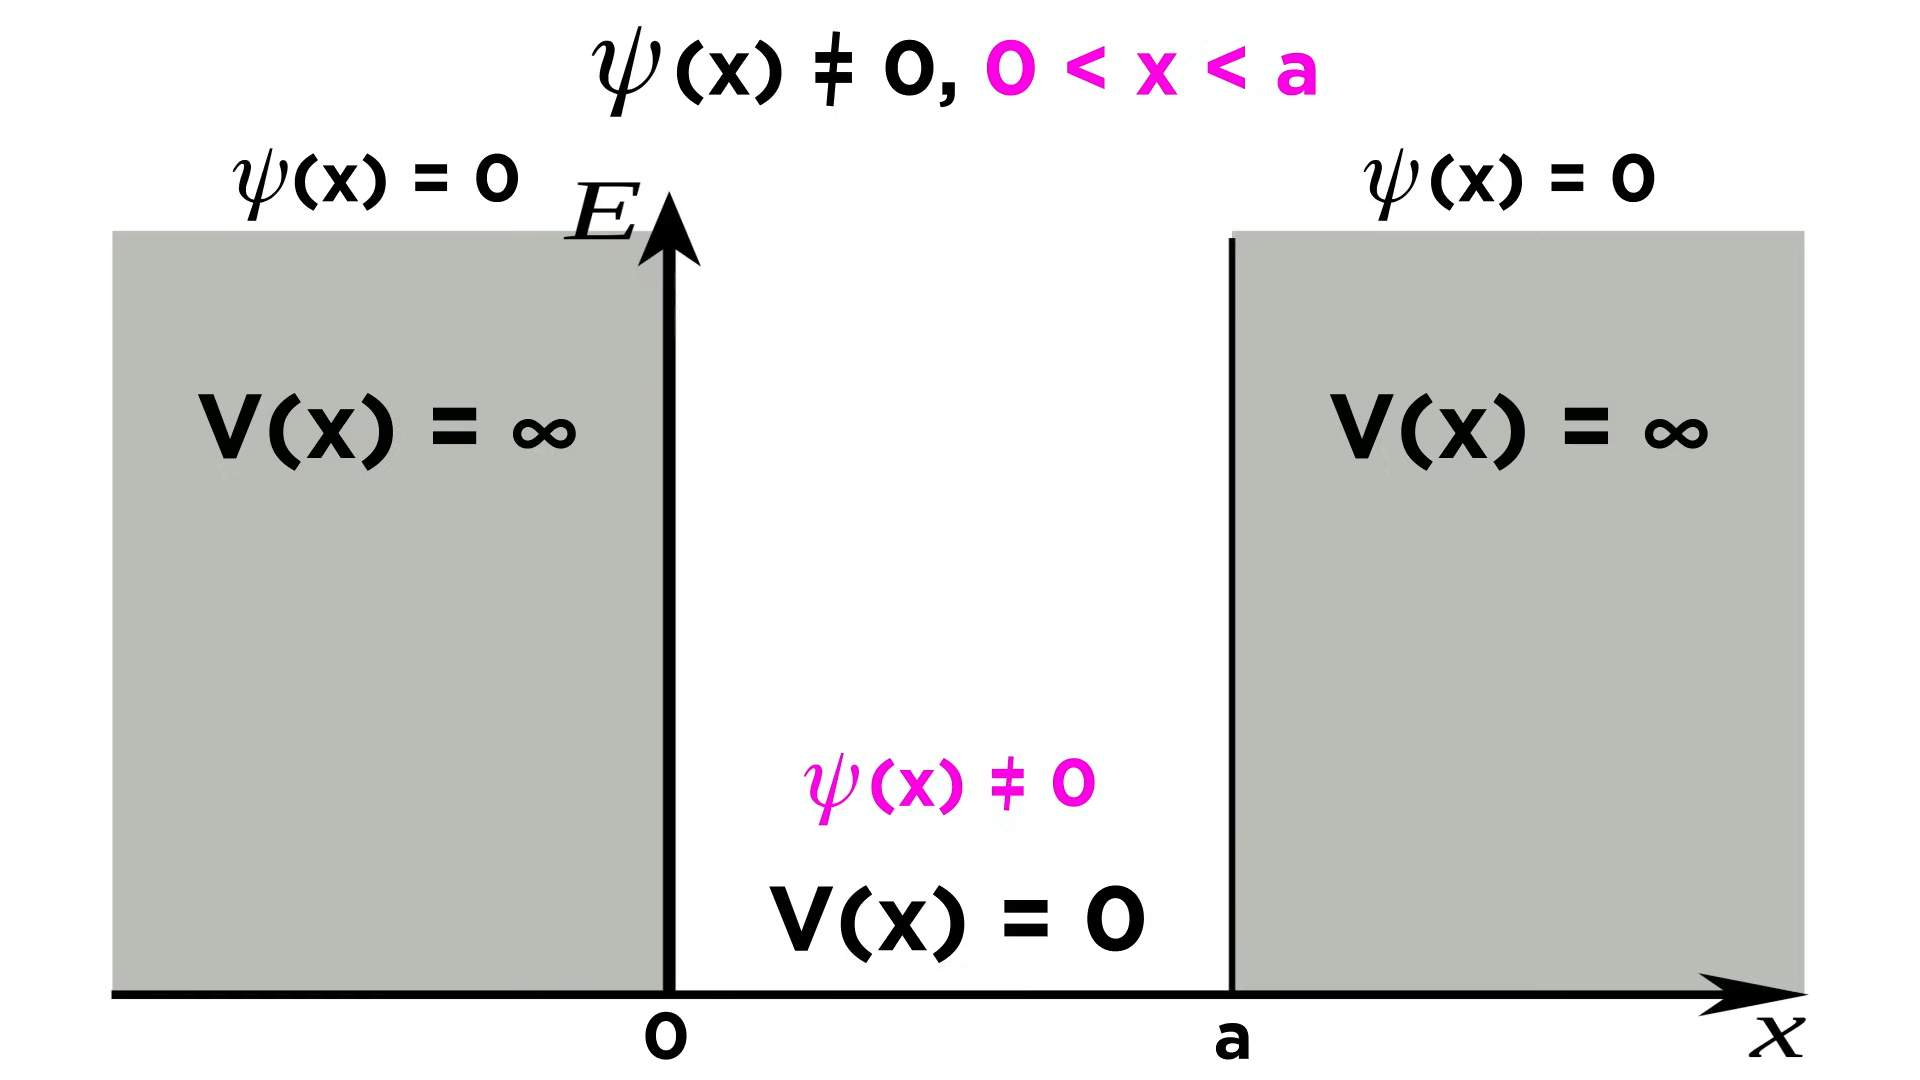 ψ(x) ≠ 0, 0 < x < a
ψ(x) = 0
ψ(x) = 0
E
V(x) = ∞
V(x) = ∞
ψ(x) ≠ 0
V(x) = 0
0
a
x